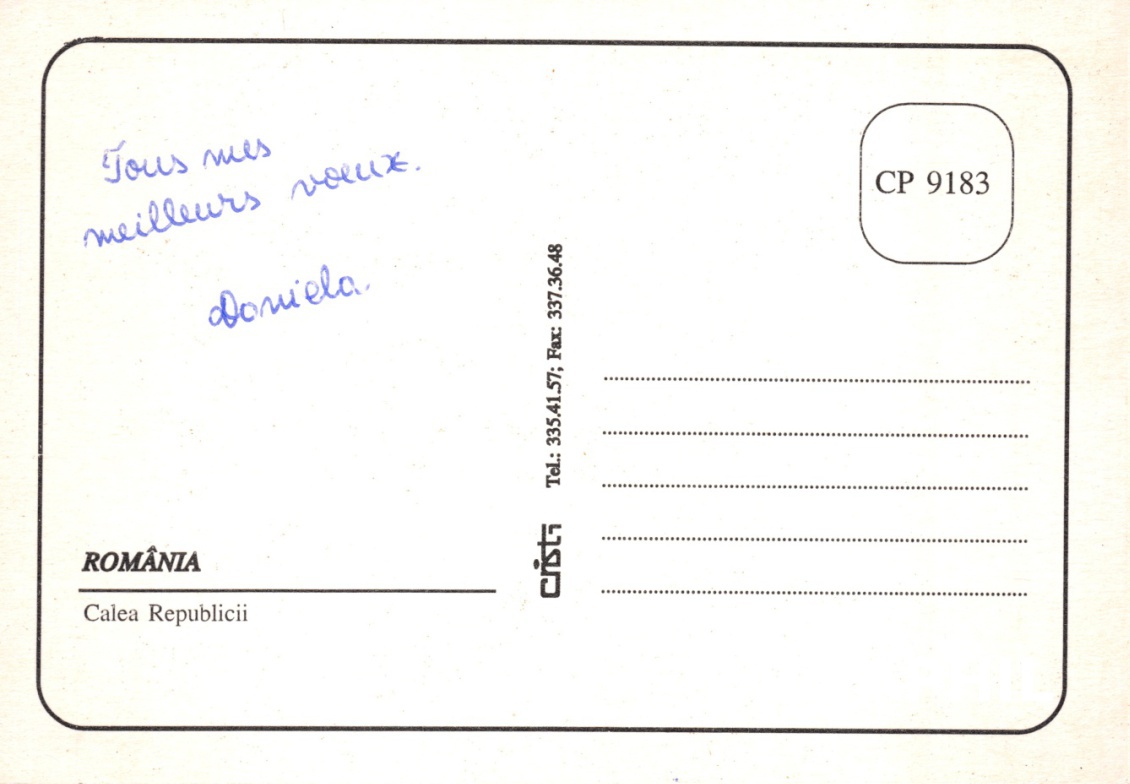 Tous mes
meilleurs voeux.
Daniela.
CP 9183
Tel.: 335.41.57; Fax: 337.36.48
cristi
ROMÂNIA
Calea Republicii